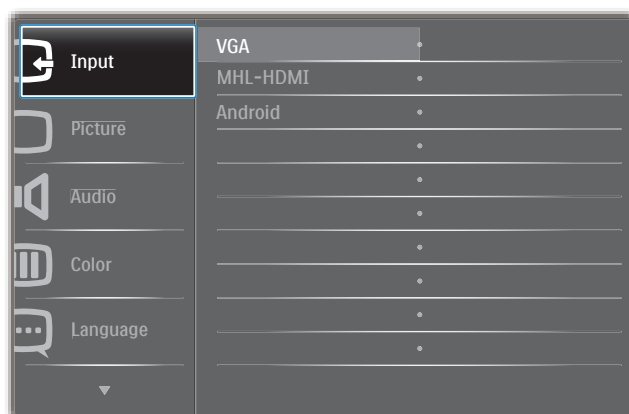 Input
Picture
Audio
Color
Language
VGA
MHL-HDMI
Android